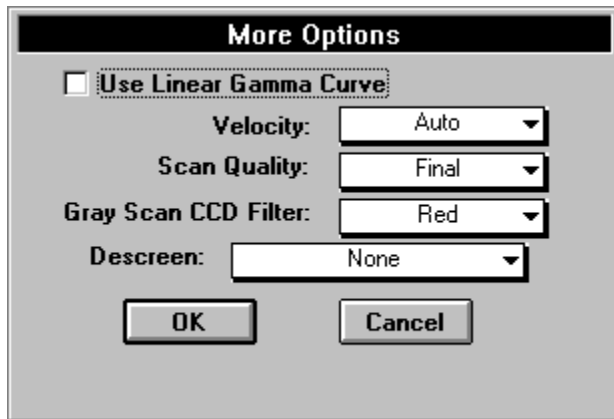 More Options
Use Linear Gamma Curve
Velocity: Auto
Scan Quality: Final
Gray Scan CCD Filter: Red
Descreen: None
OK Cancel